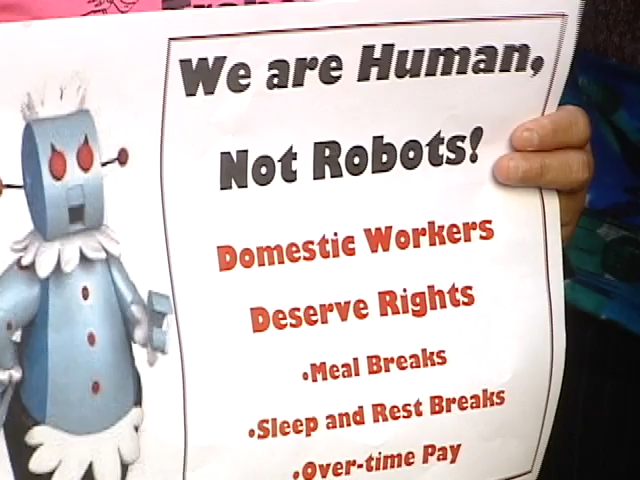 We are Human,
Not Robots!
Domestic Workers
Deserve Rights
•Meal Breaks
•Sleep and Rest Breaks
•Over-time Pay